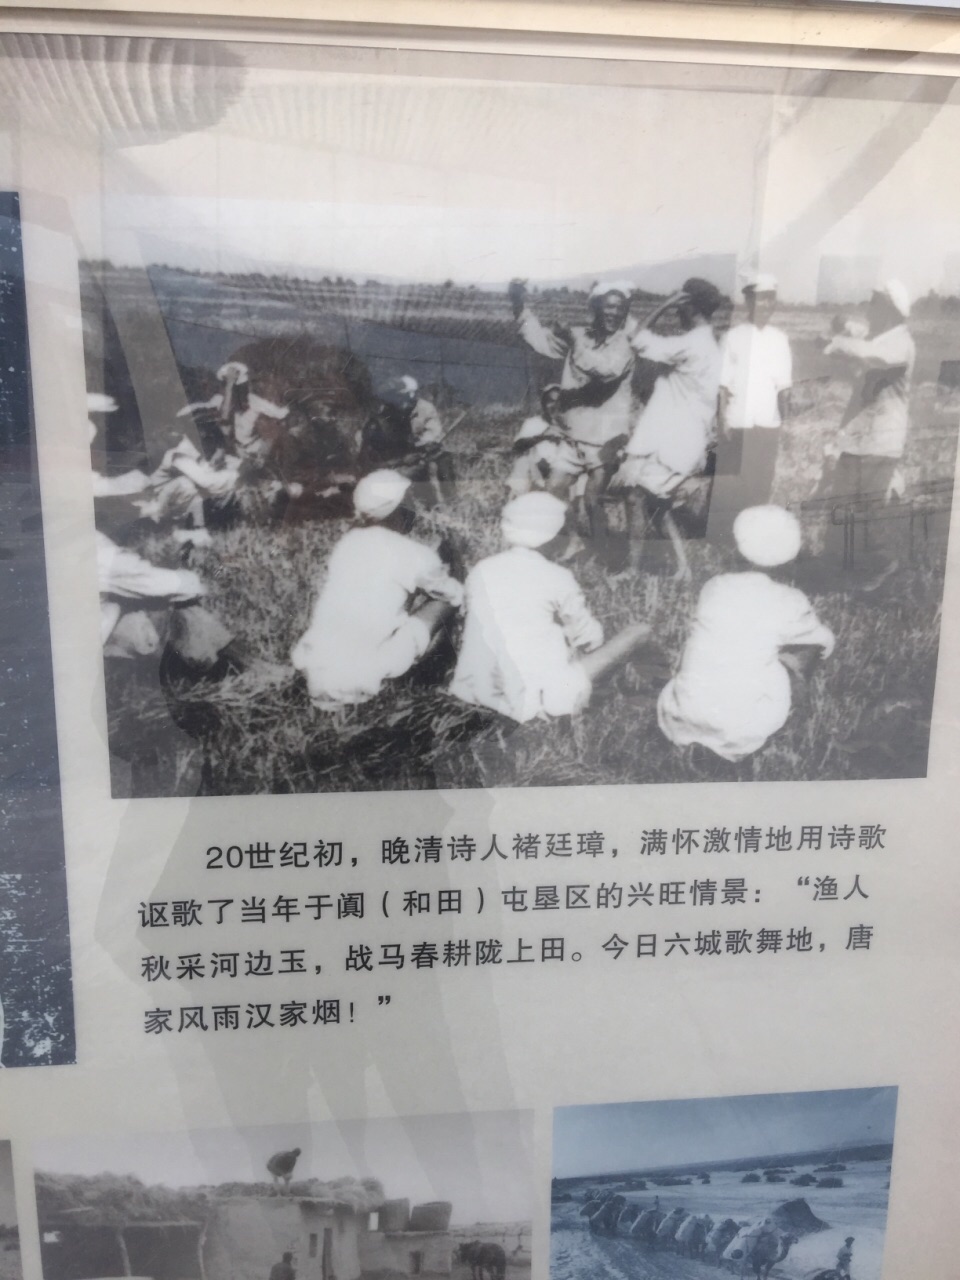 20世纪初，晚清诗人褚廷璋，满怀激情地用诗歌
讴歌了当年于阗（和田）屯垦区的兴旺情景：“渔人
秋采河边玉，战马春耕陇上田。今日六城歌舞地，唐
家风雨汉家烟！”